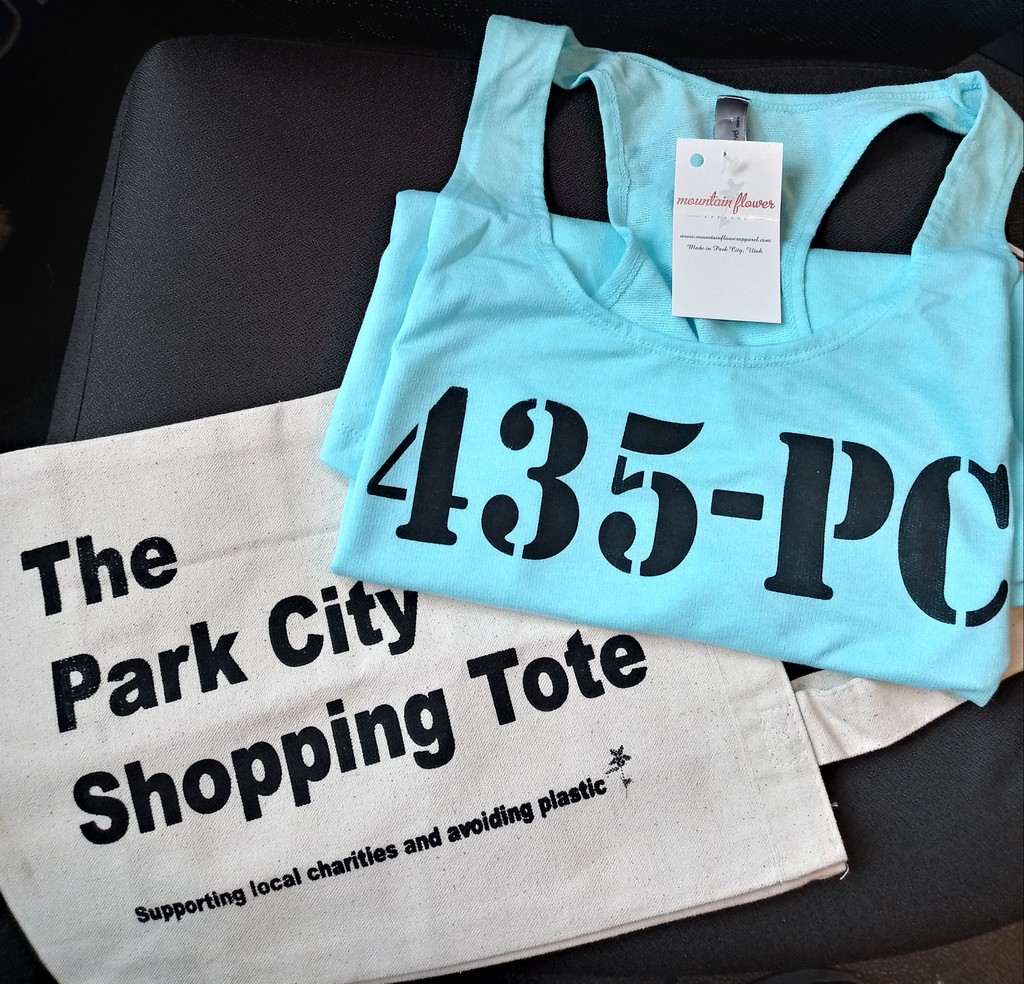 mountain flower
APPAREL
www.mountainflowerapparel.com
Made in Park City, Utah
435-PC
The
Park City
Shopping Tote
Supporting local charities and avoiding plastic